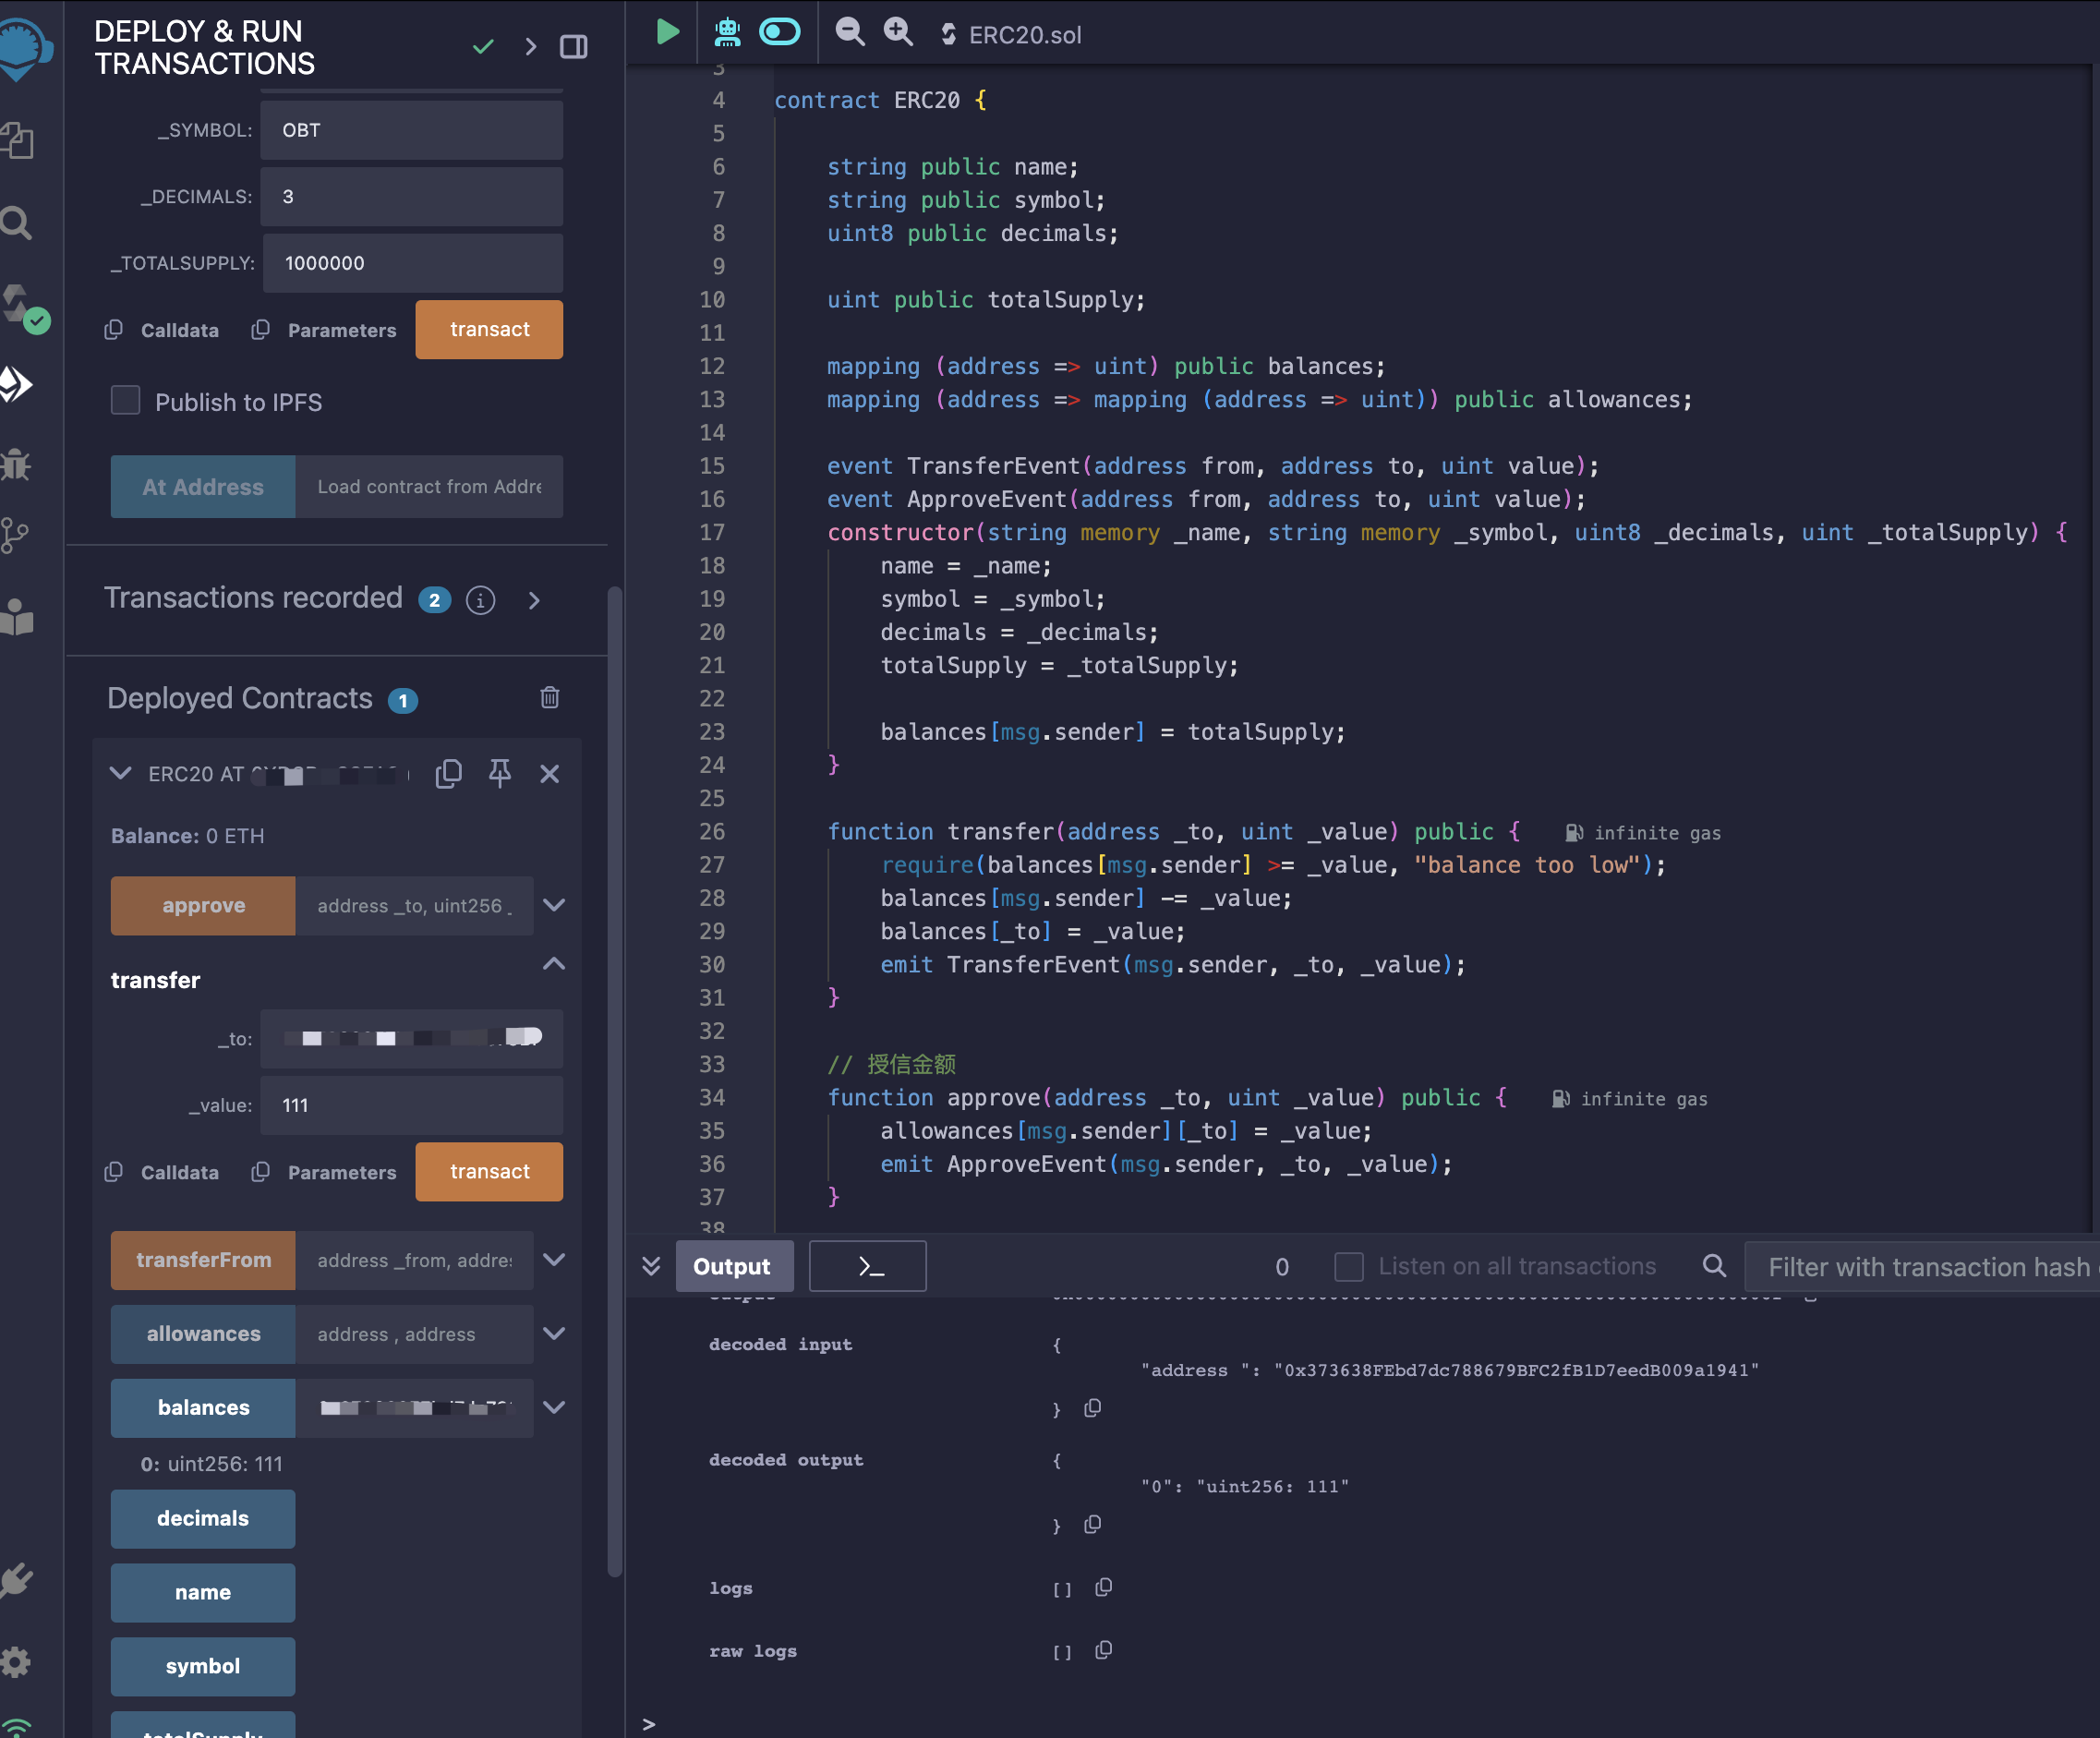 DEPLOY & RUN
TRANSACTIONS
_SYMBOL: OBT
_DECIMALS: 3
_TOTALSUPPLY: 1000000
Calldata Parameters transact
Publish to IPFS
At Address Load contract from Addre
Transactions recorded 2 i
Deployed Contracts 1
ERC20 AT
Balance: 0 ETH
approve address _to, uint256 _
transfer
_to:
_value: 111
Calldata Parameters transact
transferFrom address _from, addres
allowances address , address
balances
0: uint256: 111
decimals
name
symbol
totalSupply
ERC20.sol
3
4 contract ERC20 {
5
6 string public name;
7 string public symbol;
8 uint8 public decimals;
9
10 uint public totalSupply;
11
12 mapping (address => uint) public balances;
13 mapping (address => mapping (address => uint)) public allowances;
14
15 event TransferEvent(address from, address to, uint value);
16 event ApproveEvent(address from, address to, uint value);
17 constructor(string memory _name, string memory _symbol, uint8 _decimals, uint _totalSupply) {
18 name = _name;
19 symbol = _symbol;
20 decimals = _decimals;
21 totalSupply = _totalSupply;
22
23 balances[msg.sender] = totalSupply;
24 }
25
26 function transfer(address _to, uint _value) public { infinite gas
27 require(balances[msg.sender] >= _value, "balance too low");
28 balances[msg.sender] -= _value;
29 balances[_to] = _value;
30 emit TransferEvent(msg.sender, _to, _value);
31 }
32
33 // 授信金额
34 function approve(address _to, uint _value) public { infinite gas
35 allowances[msg.sender][_to] = _value;
36 emit ApproveEvent(msg.sender, _to, _value);
37 }
38
Output >_ 0 Listen on all transactions Filter with transaction hash
decoded input {
"address ": "0x373638FEbd7dc788679BFC2fB1D7eedB009a1941"
}
decoded output {
"0": "uint256: 111"
}
logs []
raw logs []
>